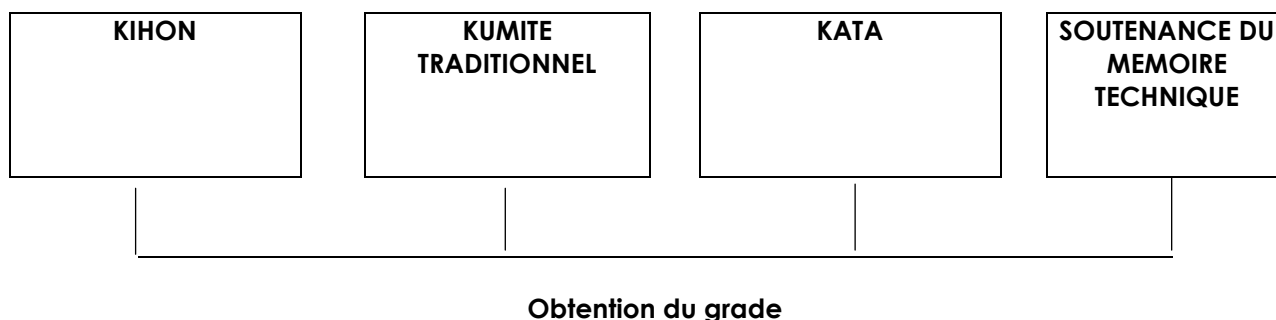 KIHON
KUMITE
TRADITIONNEL
KATA
SOUTENANCE DU
MEMOIRE
TECHNIQUE
Obtention du grade